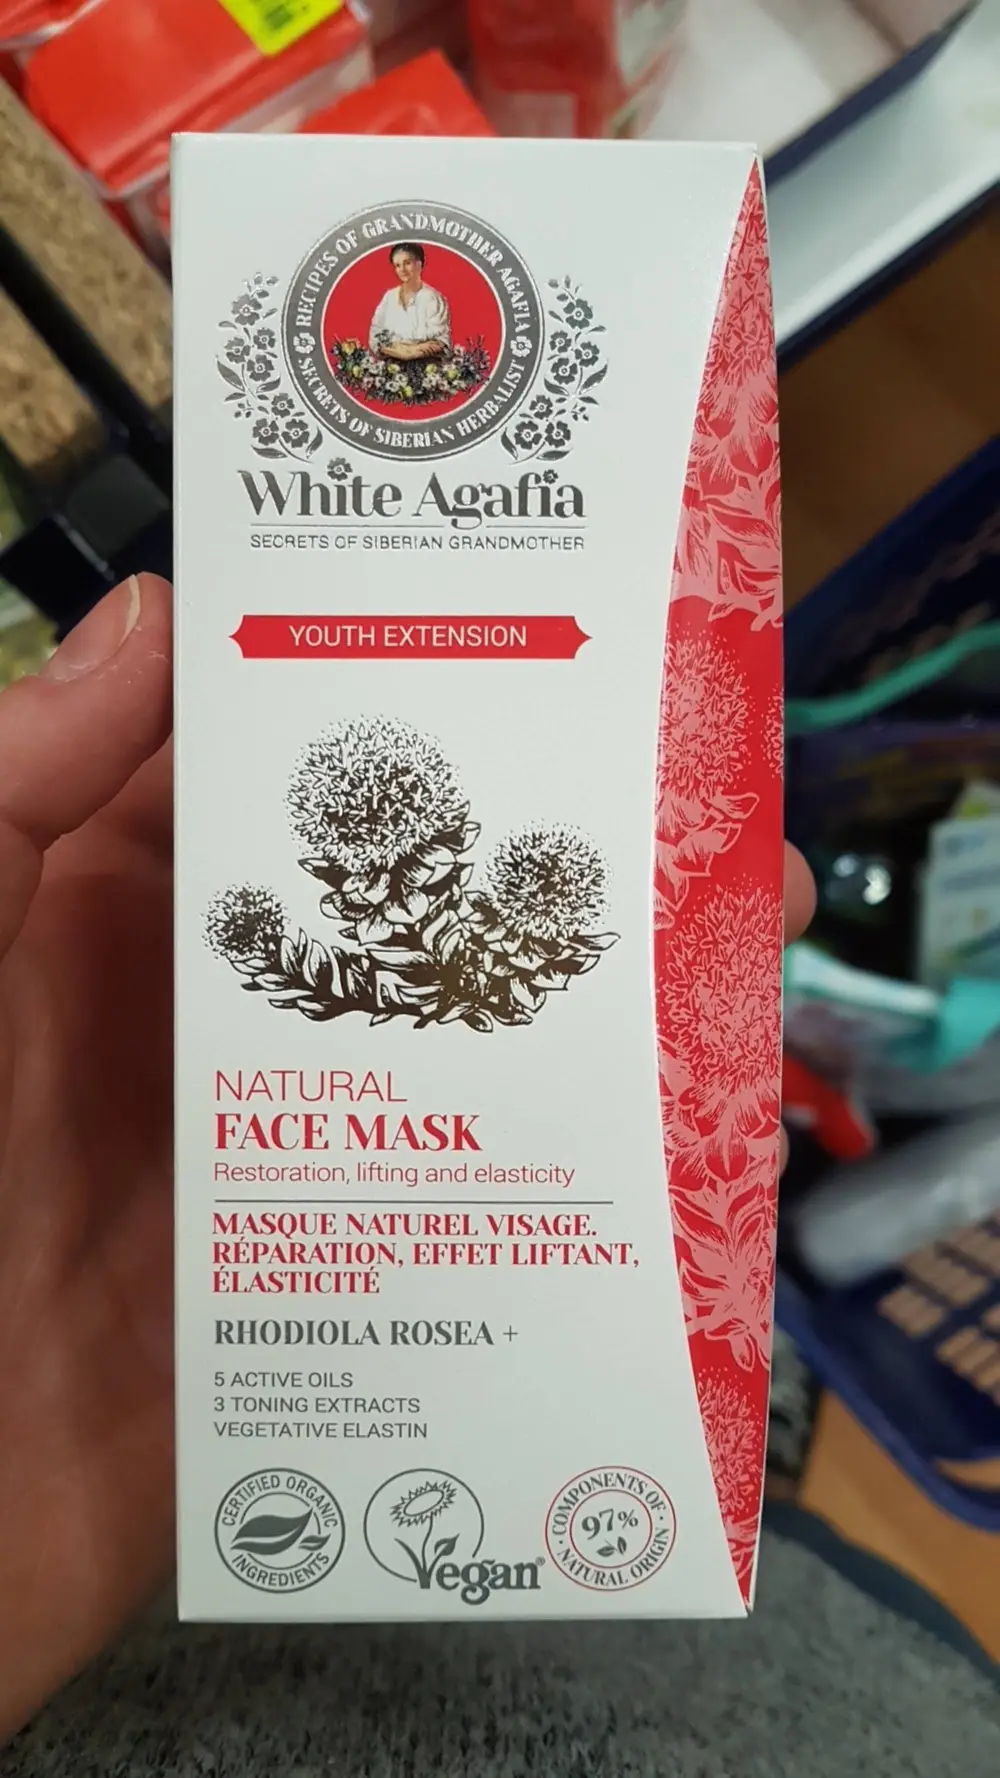 RECIPES OF GRANDMOTHER AGAFIA
SECRETS OF SIBERIAN HERBALIST
White Agafia
SECRETS OF SIBERIAN GRANDMOTHER
YOUTH EXTENSION
NATURAL
FACE MASK
Restoration, lifting and elasticity
MASQUE NATUREL VISAGE.
RÉPARATION, EFFET LIFTANT,
ÉLASTICITÉ
RHODIOLA ROSEA +
5 ACTIVE OILS
3 TONING EXTRACTS
VEGETATIVE ELASTIN
CERTIFIED ORGANIC
INGREDIENTS
Vegan®
COMPONENTS OF
97%
NATURAL ORIGIN